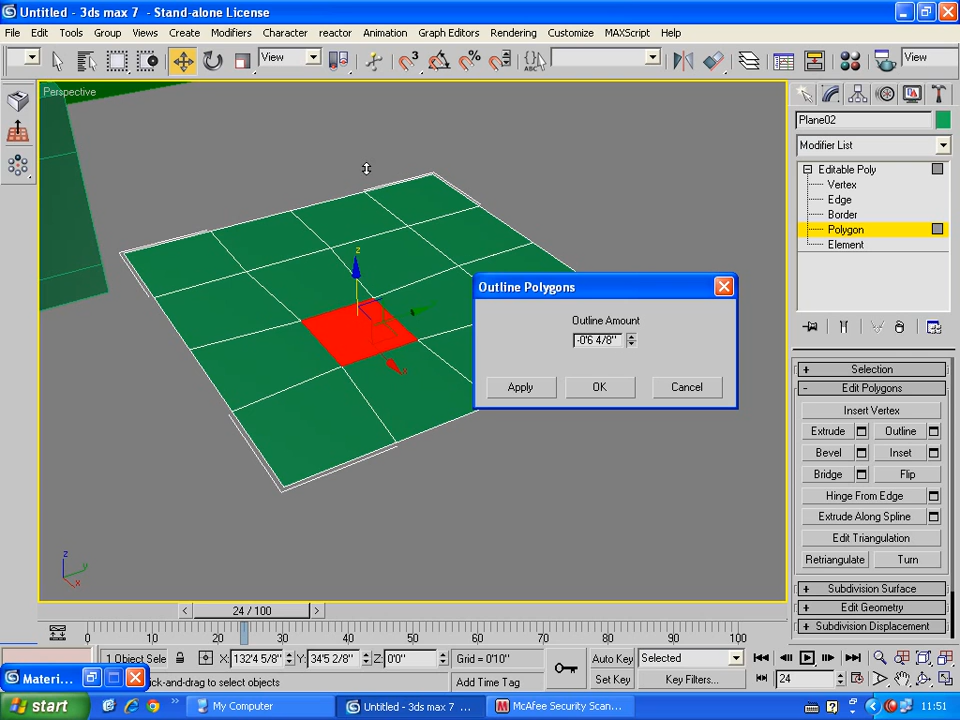 Untitled - 3ds max 7 - Stand-alone License
File Edit Tools Group Views Create Modifiers Character reactor Animation Graph Editors Rendering Customize MAXScript Help
View
View
Perspective
Plane02
Modifier List
Editable Poly
Vertex
Edge
Border
Polygon
Element
z
Outline Polygons
Outline Amount
-0'6 4/8"
Apply OK Cancel
+ Selection
- Edit Polygons
Insert Vertex
Extrude Outline
Bevel Inset
Bridge Flip
Hinge From Edge
Extrude Along Spline
Edit Triangulation
Retriangulate Turn
+ Subdivision Surface
+ Edit Geometry
+ Subdivision Displacement
z
y
x
< 24 / 100 >
0 10 20 30 40 50 60 70 80 90 100
1 Object Sele X: 132'4 5/8" Y: 34'5 2/8" Z: 0'0" Grid = 0'10" Auto Key Selected
Materi... ick-and-drag to select objects Add Time Tag Set Key Key Filters... 24
start My Computer Untitled - 3ds max 7 ... McAfee Security Scan... 11:51